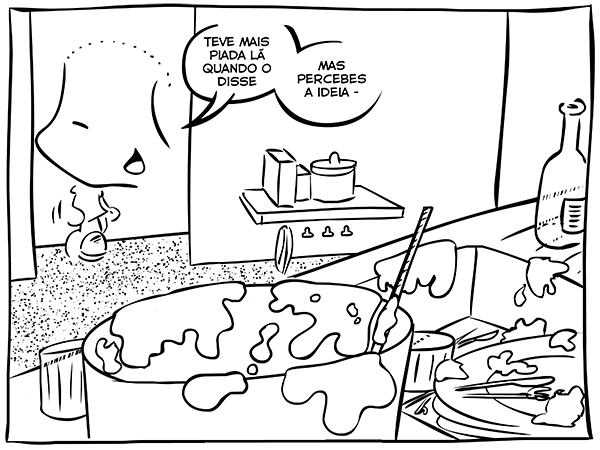 TEVE MAIS
PIADA LÁ
QUANDO O
DISSE
MAS
PERCEBES
A IDEIA -